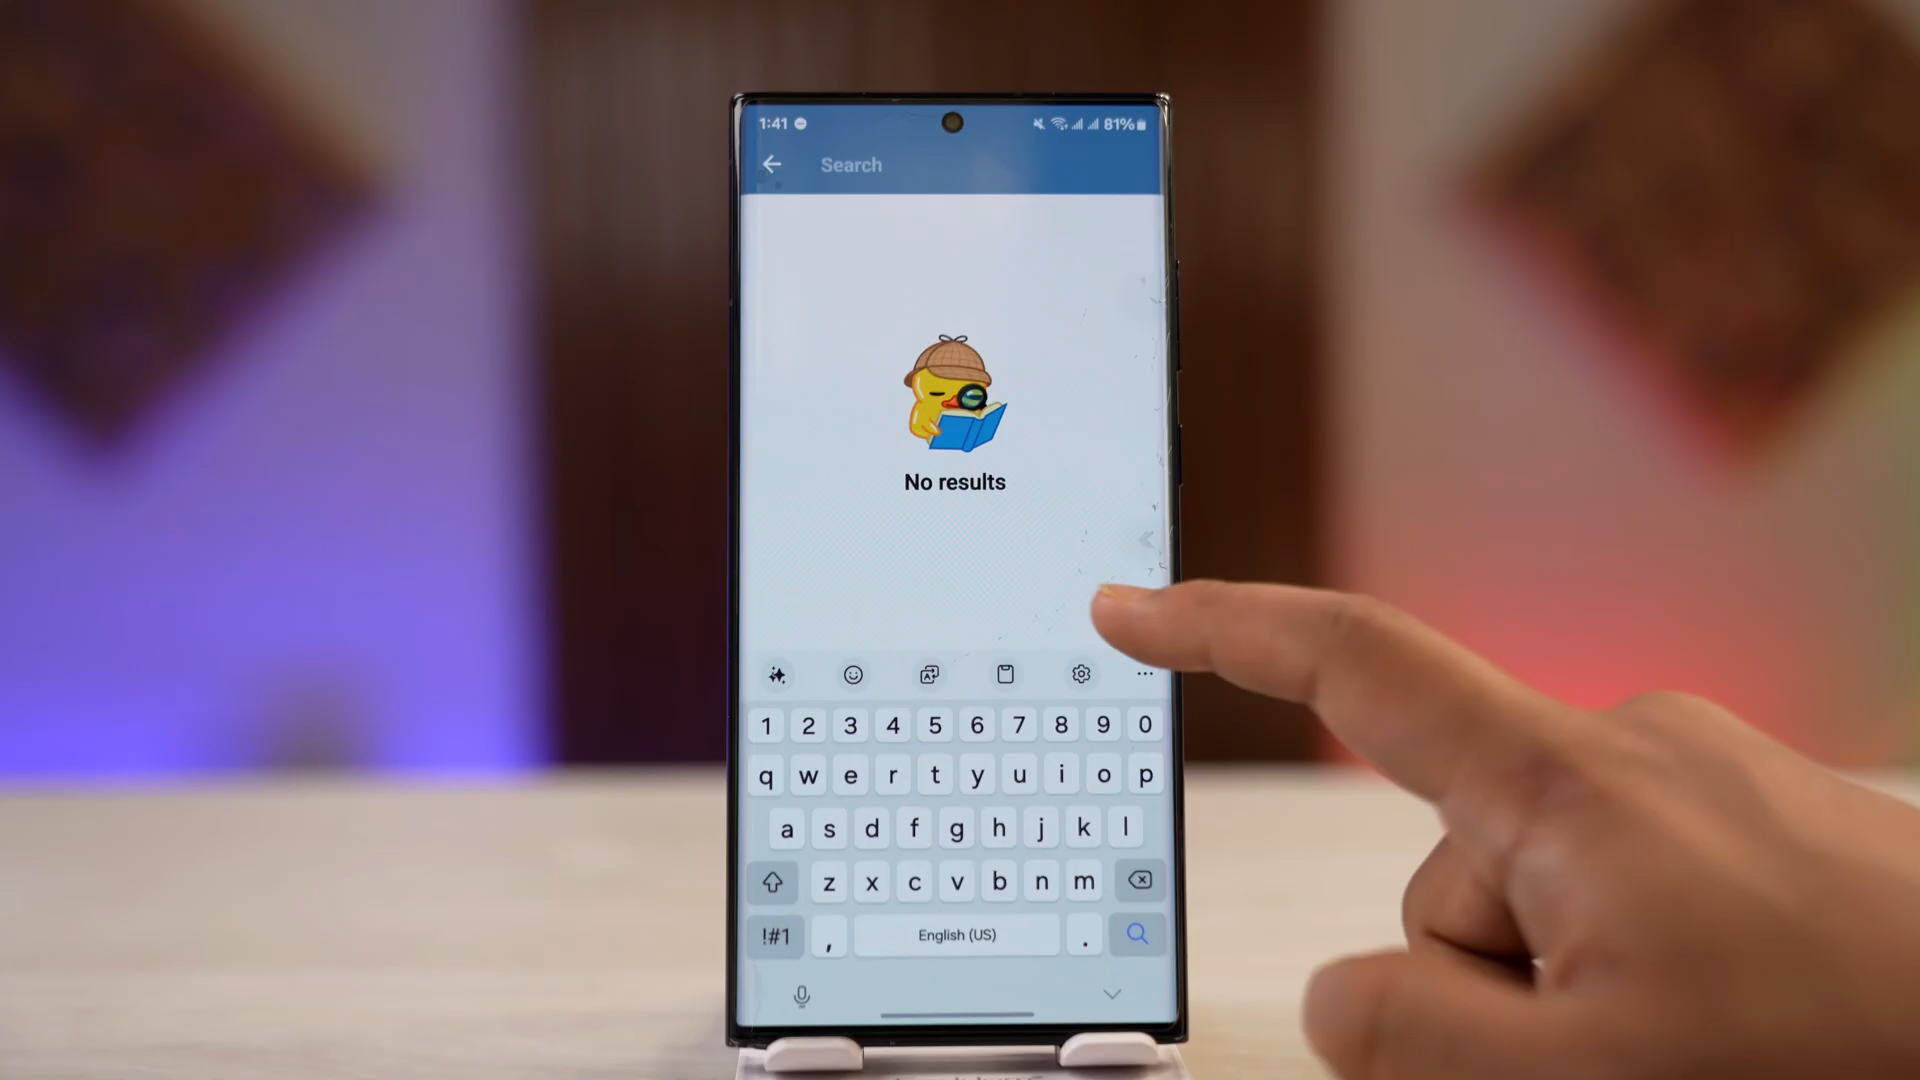 1:41 81%
Search
No results
1 2 3 4 5 6 7 8 9 0
q w e r t y u i o p
a s d f g h j k l
z x c v b n m
!#1 , English (US) .